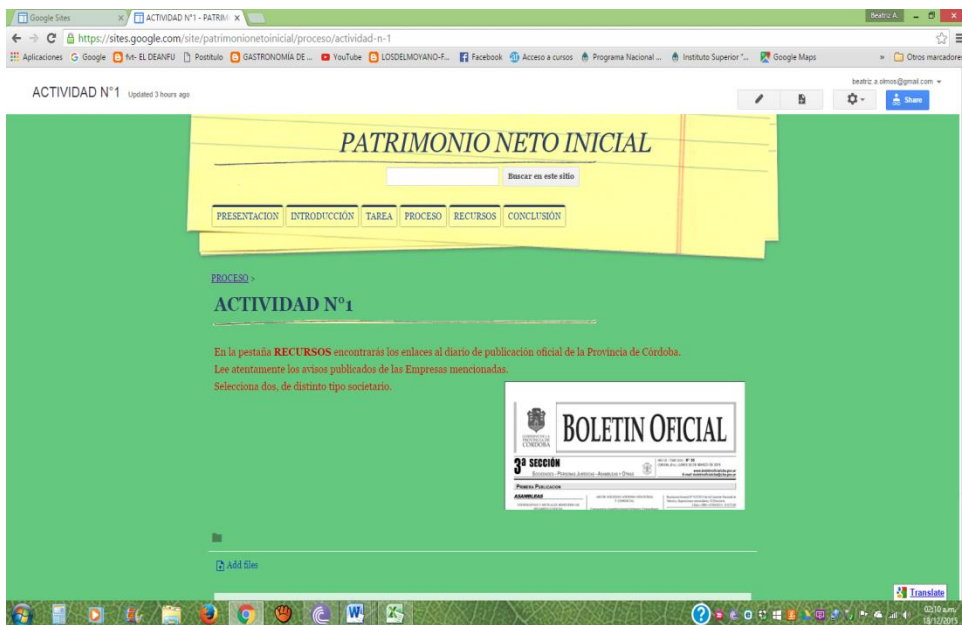 Google Sites
ACTIVIDAD N°1 - PATRIM
Beatriz A.
https://sites.google.com/site/patrimonionetoinicial/proceso/actividad-n-1
Aplicaciones Google fvt- EL DEANFU Postitulo GASTRONOMÍA DE ... YouTube LOSDELMOYANO-F... Facebook Acceso a cursos Programa Nacional ... Instituto Superior "... Google Maps » Otros marcadores
beatriz.a.olmos@gmail.com
ACTIVIDAD N°1 Updated 3 hours ago
Share
PATRIMONIO NETO INICIAL
Buscar en este sitio
PRESENTACION INTRODUCCIÓN TAREA PROCESO RECURSOS CONCLUSIÓN
PROCESO >
ACTIVIDAD N°1
En la pestaña RECURSOS encontrarás los enlaces al diario de publicación oficial de la Provincia de Córdoba.
Lee atentamente los avisos publicados de las Empresas mencionadas.
Selecciona dos, de distinto tipo societario.
BOLETIN OFICIAL
3ª SECCIÓN
SOCIEDADES - PERSONAS JURÍDICAS - ASAMBLEAS Y OTRAS
PRIMERA PUBLICACIÓN
ASAMBLEAS
Add files
Translate
02:10 a.m.
18/12/2015